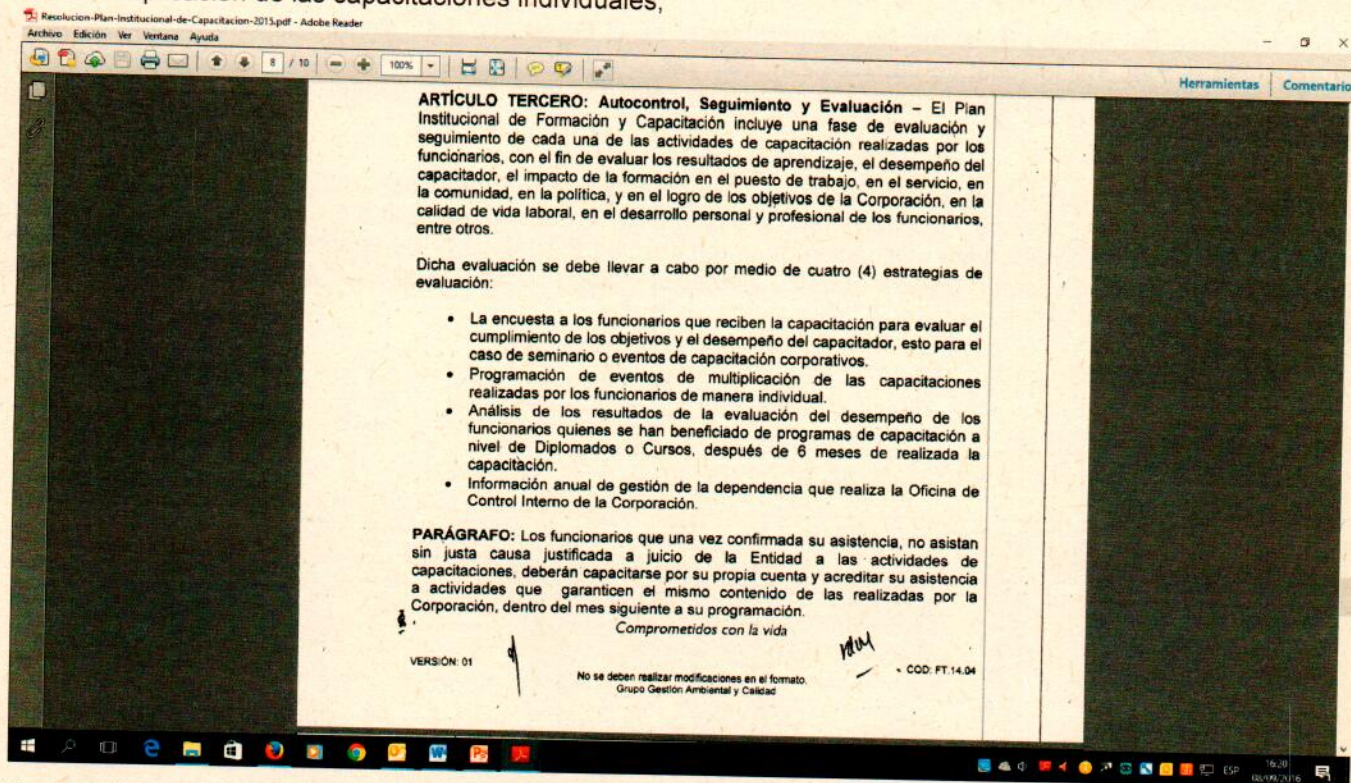 de las capacitaciones individuales;
Resolucion-Plan-Institucional-de-Capacitacion-2015.pdf - Adobe Reader
Archivo Edición Ver Ventana Ayuda
8 / 10 100%
Herramientas Comentario
ARTÍCULO TERCERO: Autocontrol, Seguimiento y Evaluación – El Plan
Institucional de Formación y Capacitación incluye una fase de evaluación y
seguimiento de cada una de las actividades de capacitación realizadas por los
funcionarios, con el fin de evaluar los resultados de aprendizaje, el desempeño del
capacitador, el impacto de la formación en el puesto de trabajo, en el servicio, en
la comunidad, en la política, y en el logro de los objetivos de la Corporación, en la
calidad de vida laboral, en el desarrollo personal y profesional de los funcionarios,
entre otros.
Dicha evaluación se debe llevar a cabo por medio de cuatro (4) estrategias de
evaluación:
• La encuesta a los funcionarios que reciben la capacitación para evaluar el
cumplimiento de los objetivos y el desempeño del capacitador, esto para el
caso de seminario o eventos de capacitación corporativos.
• Programación de eventos de multiplicación de las capacitaciones
realizadas por los funcionarios de manera individual.
• Análisis de los resultados de la evaluación del desempeño de los
funcionarios quienes se han beneficiado de programas de capacitación a
nivel de Diplomados o Cursos, después de 6 meses de realizada la
capacitación.
• Información anual de gestión de la dependencia que realiza la Oficina de
Control Interno de la Corporación.
PARÁGRAFO: Los funcionarios que una vez confirmada su asistencia, no asistan
sin justa causa justificada a juicio de la Entidad a las actividades de
capacitaciones, deberán capacitarse por su propia cuenta y acreditar su asistencia
a actividades que garanticen el mismo contenido de las realizadas por la
Corporación, dentro del mes siguiente a su programación.
Comprometidos con la vida
VERSIÓN: 01
COD: FT.14.04
No se deben realizar modificaciones en el formato.
Grupo Gestión Ambiental y Calidad
ESP
16:20
08/09/2016